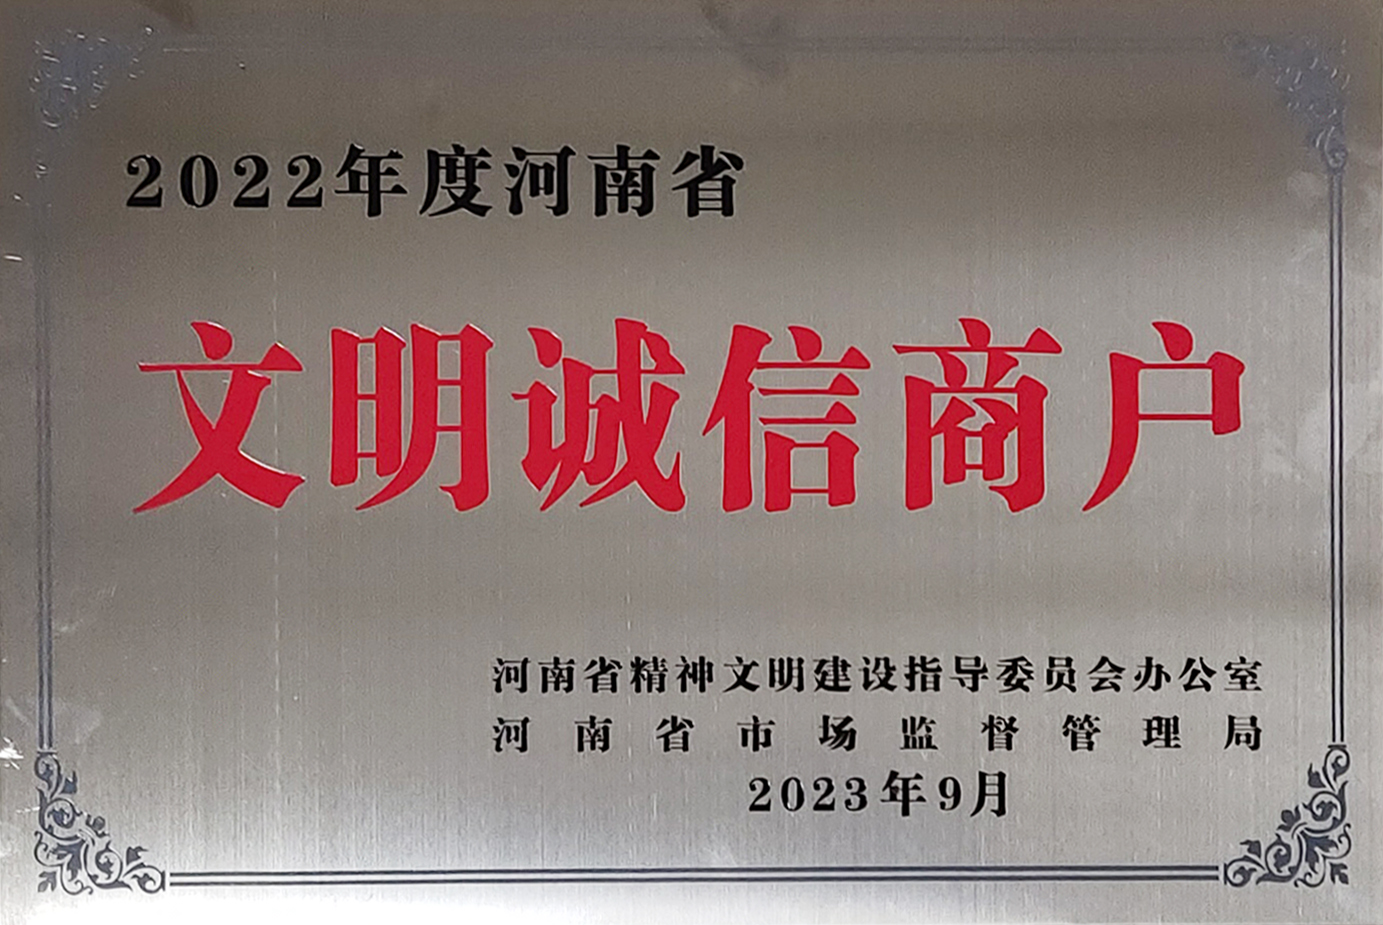 2022年度河南省
文明诚信商户
河南省精神文明建设指导委员会办公室
河南省市场监督管理局
2023年9月